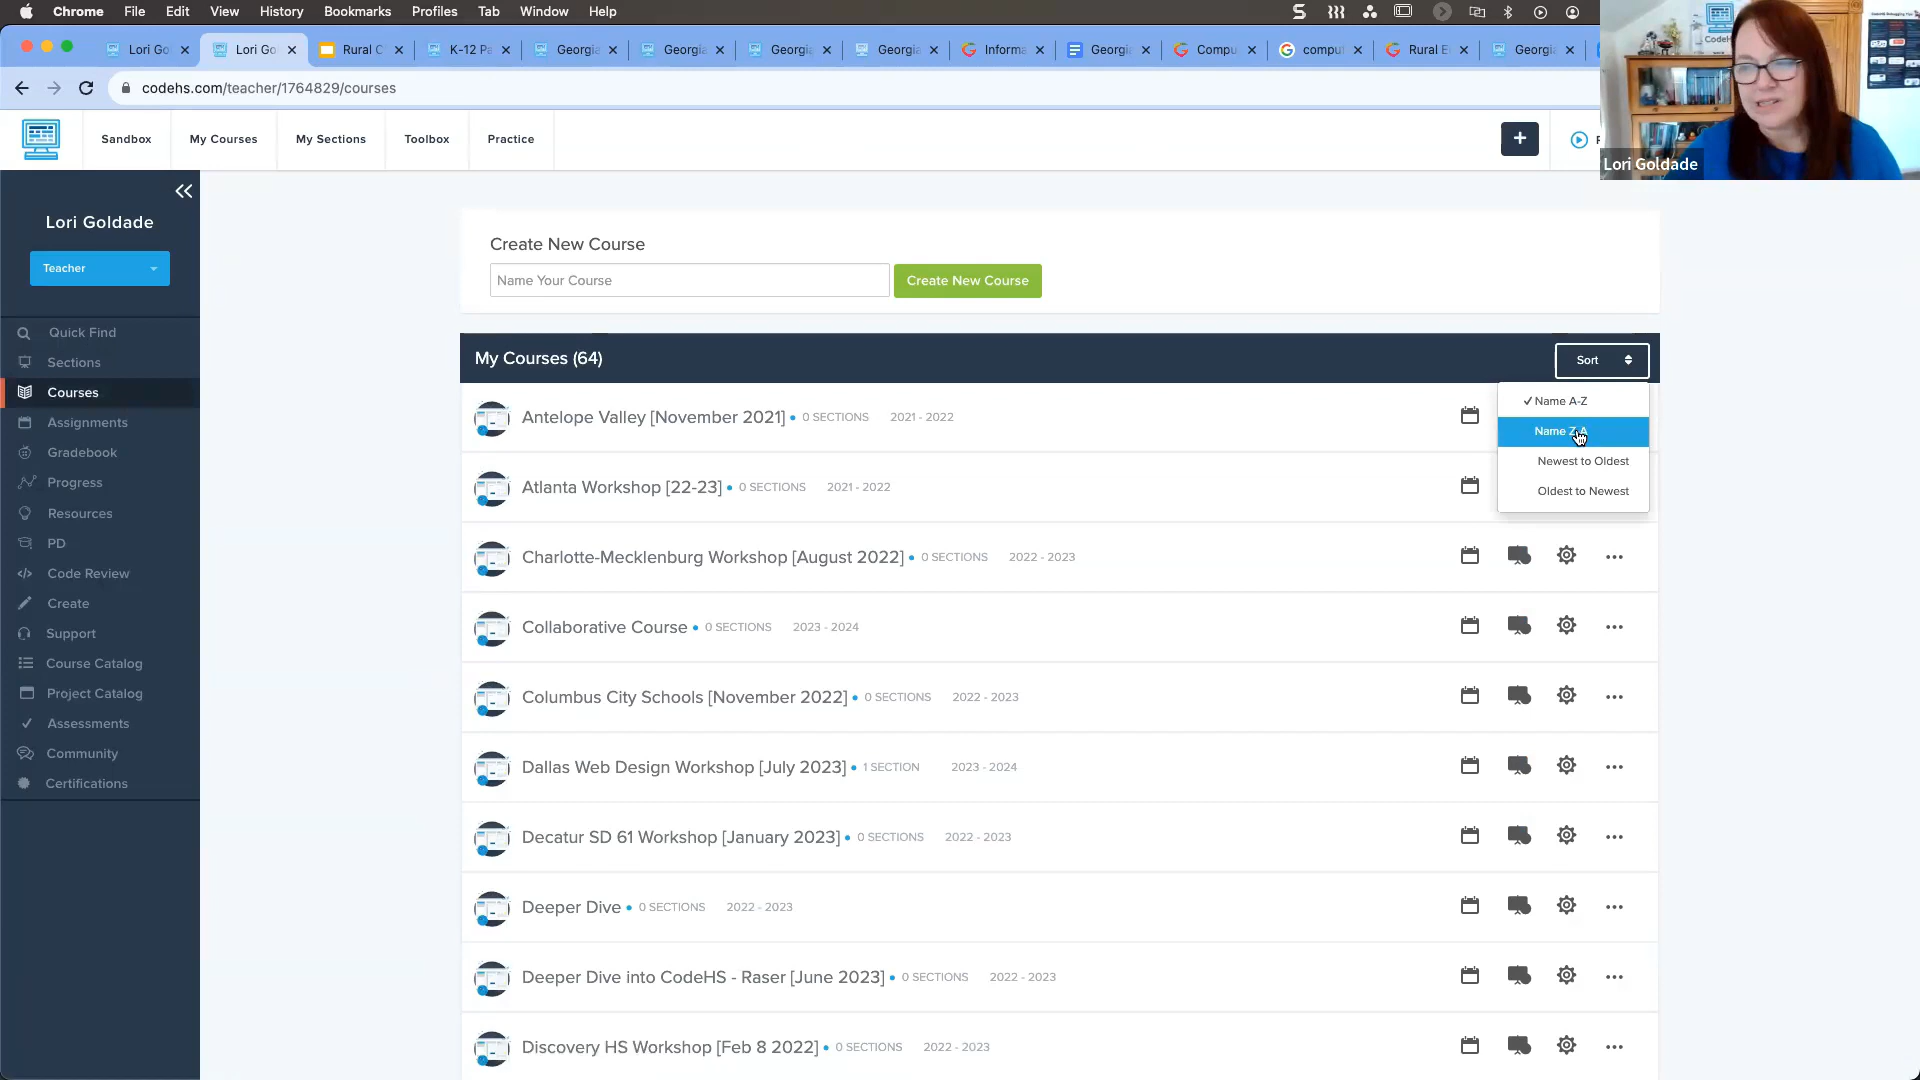 Chrome File Edit View History Bookmarks Profiles Tab Window Help
Lori Go Lori Go Rural C K-12 Pa Georgia Georgia Georgia Georgia Informa Georgi Compu comput Rural E Georgia
codehs.com/teacher/1764829/courses
Sandbox My Courses My Sections Toolbox Practice +
Lori Goldade
Lori Goldade
Teacher
Quick Find
Sections
Courses
Assignments
Gradebook
Progress
Resources
PD
Code Review
Create
Support
Course Catalog
Project Catalog
Assessments
Community
Certifications
Create New Course
Name Your Course Create New Course
My Courses (64) Sort
✓ Name A-Z
Name Z-A
Newest to Oldest
Oldest to Newest
Antelope Valley [November 2021] • 0 SECTIONS 2021 - 2022
Atlanta Workshop [22-23] • 0 SECTIONS 2021 - 2022
Charlotte-Mecklenburg Workshop [August 2022] • 0 SECTIONS 2022 - 2023
Collaborative Course • 0 SECTIONS 2023 - 2024
Columbus City Schools [November 2022] • 0 SECTIONS 2022 - 2023
Dallas Web Design Workshop [July 2023] • 1 SECTION 2023 - 2024
Decatur SD 61 Workshop [January 2023] • 0 SECTIONS 2022 - 2023
Deeper Dive • 0 SECTIONS 2022 - 2023
Deeper Dive into CodeHS - Raser [June 2023] • 0 SECTIONS 2022 - 2023
Discovery HS Workshop [Feb 8 2022] • 0 SECTIONS 2022 - 2023